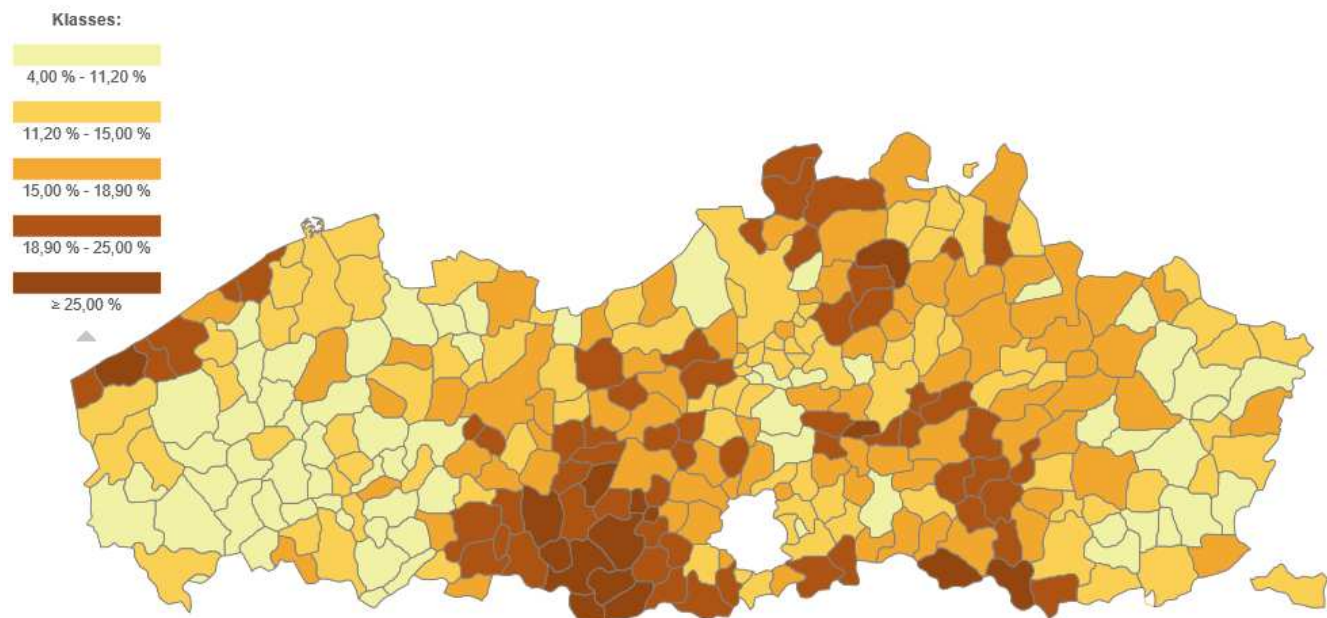 Klasses:
4,00 % - 11,20 %
11,20 % - 15,00 %
15,00 % - 18,90 %
18,90 % - 25,00 %
≥ 25,00 %